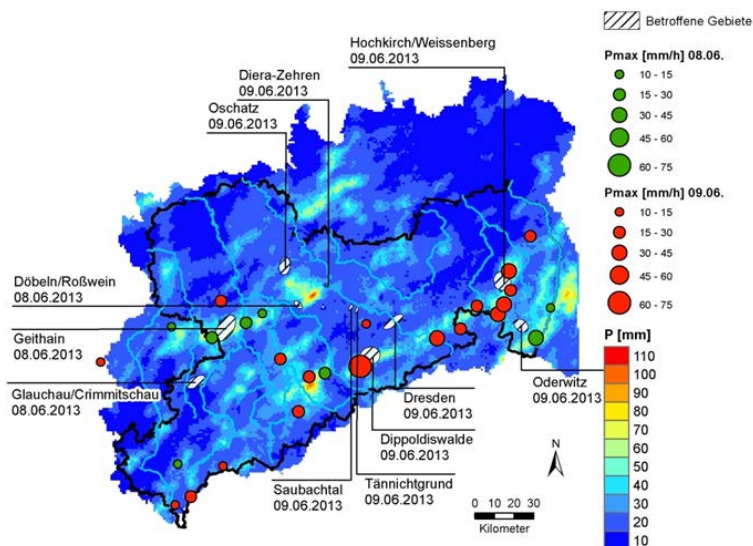 Betroffene Gebiete
Hochkirch/Weissenberg
09.06.2013
Diera-Zehren
09.06.2013
Oschatz
09.06.2013
Pmax [mm/h] 08.06.
10 - 15
15 - 30
30 - 45
45 - 60
60 - 75
Pmax [mm/h] 09.06.
10 - 15
15 - 30
30 - 45
45 - 60
60 - 75
Döbeln/Roßwein
08.06.2013
Geithain
08.06.2013
Glauchau/Crimmitschau
08.06.2013
P [mm]
110
100
90
80
70
60
50
40
30
20
10
Oderwitz
09.06.2013
Dresden
09.06.2013
Dippoldiswalde
09.06.2013
Saubachtal
09.06.2013
Tännichtgrund
09.06.2013
N
0 5 10 20 30
Kilometer